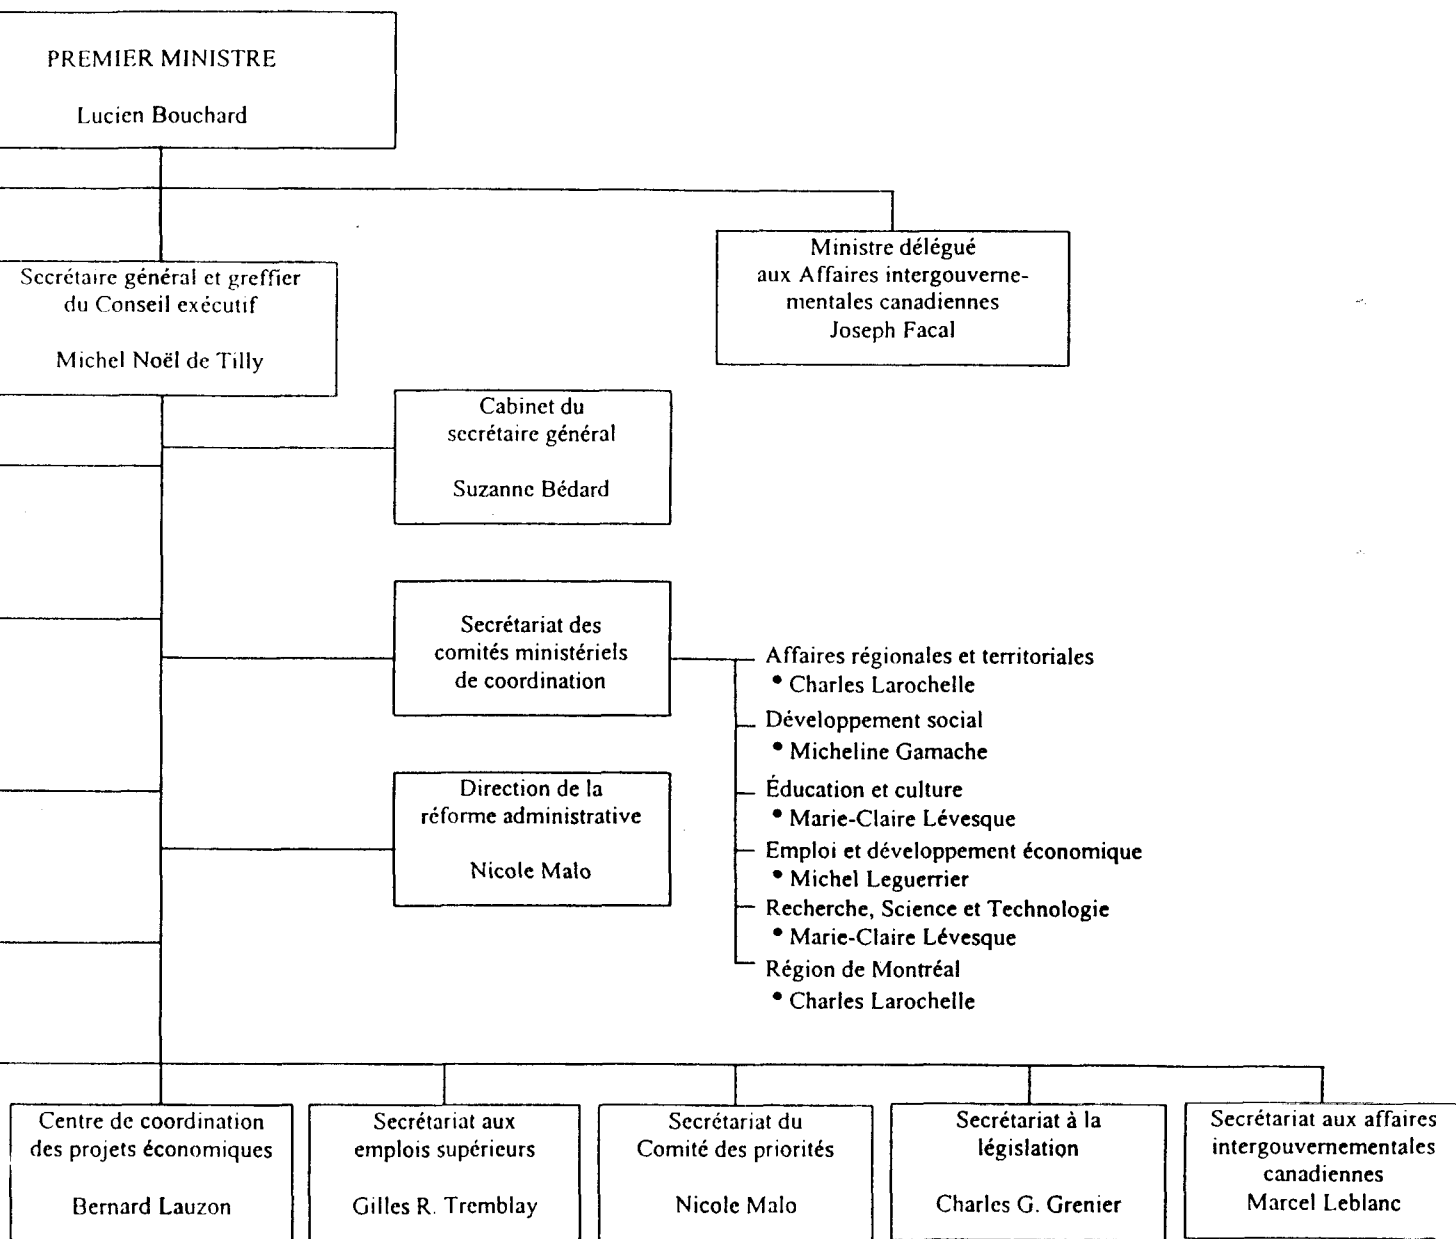 PREMIER MINISTRE
Lucien Bouchard
Ministre délégué
aux Affaires intergouverne-
mentales canadiennes
Joseph Facal
Secrétaire général et greffier
du Conseil exécutif
Michel Noël de Tilly
Cabinet du
secrétaire général
Suzanne Bédard
Secrétariat des
comités ministériels
de coordination
Affaires régionales et territoriales
• Charles Larochelle
Développement social
• Micheline Gamache
Éducation et culture
• Marie-Claire Lévesque
Emploi et développement économique
• Michel Leguerrier
Recherche, Science et Technologie
• Marie-Claire Lévesque
Région de Montréal
• Charles Larochelle
Direction de la
réforme administrative
Nicole Malo
Centre de coordination
des projets économiques
Bernard Lauzon
Secrétariat aux
emplois supérieurs
Gilles R. Tremblay
Secrétariat du
Comité des priorités
Nicole Malo
Secrétariat à la
législation
Charles G. Grenier
Secrétariat aux affaires
intergouvernementales
canadiennes
Marcel Leblanc